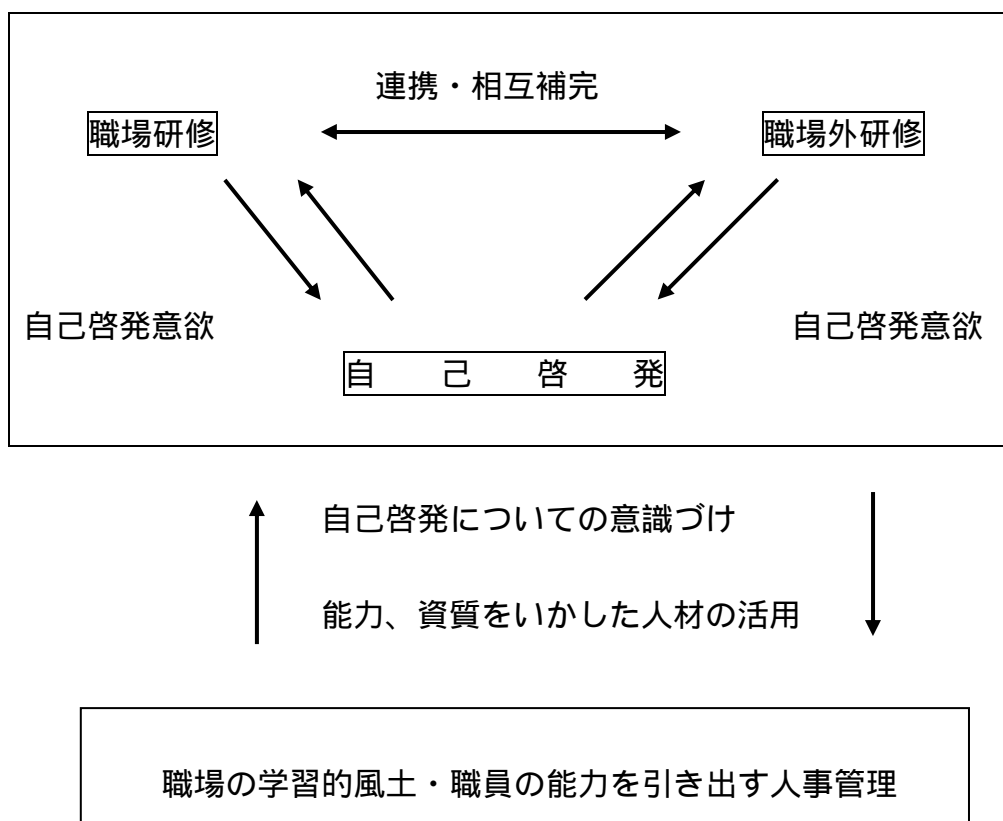 連携・相互補完
職場研修
職場外研修
自己啓発意欲
自己啓発意欲
自己啓発
自己啓発についての意識づけ
能力、資質をいかした人材の活用
職場の学習的風土・職員の能力を引き出す人事管理